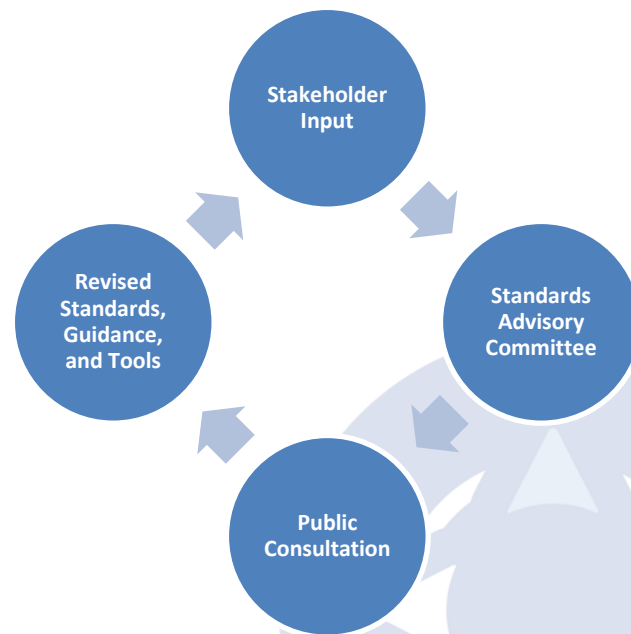 Stakeholder
Input
Standards
Advisory
Committee
Public
Consultation
Revised
Standards,
Guidance,
and Tools